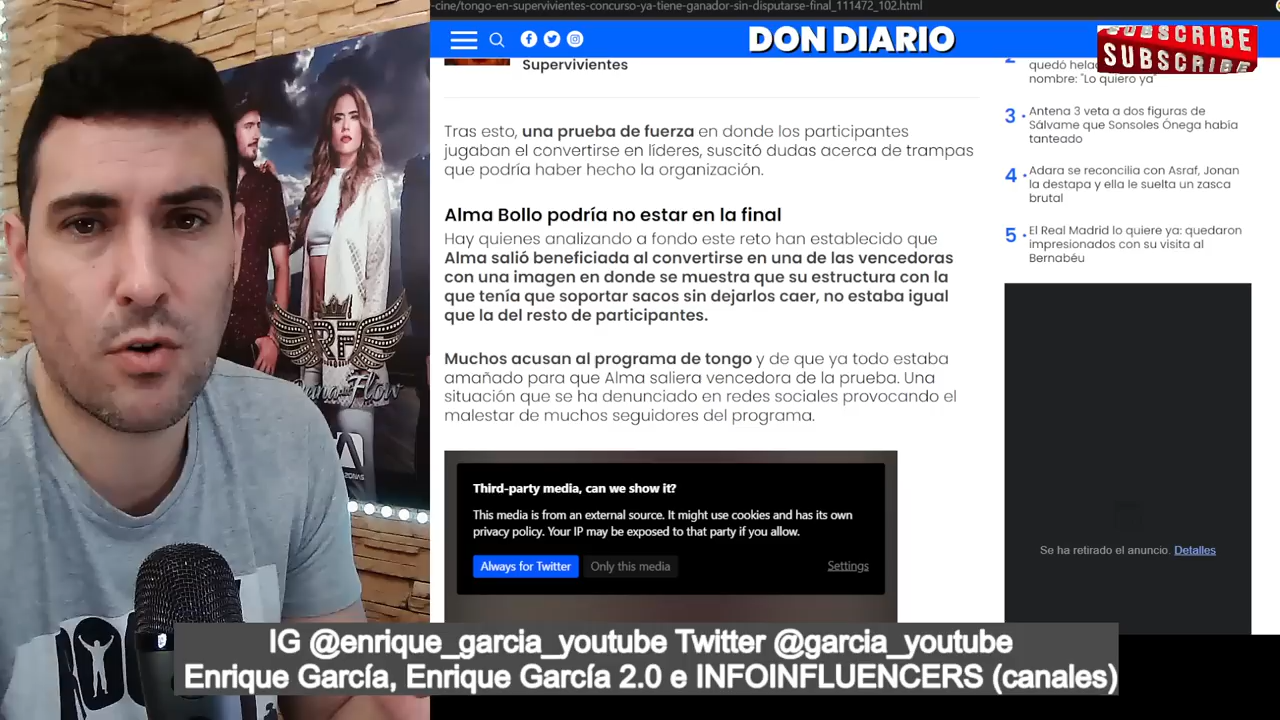 -cine/tongo-en-supervivientes-concurso-ya-tiene-ganador-sin-disputarse-final_111472_102.html
DON DIARIO
SUBSCRIBE
SUBSCRIBE
Supervivientes
Tras esto, una prueba de fuerza en donde los participantes
jugaban el convertirse en líderes, suscitó dudas acerca de trampas
que podría haber hecho la organización.
Alma Bollo podría no estar en la final
Hay quienes analizando a fondo este reto han establecido que
Alma salió beneficiada al convertirse en una de las vencedoras
con una imagen en donde se muestra que su estructura con la
que tenía que soportar sacos sin dejarlos caer, no estaba igual
que la del resto de participantes.
Muchos acusan al programa de tongo y de que ya todo estaba
amañado para que Alma saliera vencedora de la prueba. Una
situación que se ha denunciado en redes sociales provocando el
malestar de muchos seguidores del programa.
Third-party media, can we show it?
This media is from an external source. It might use cookies and has its own
privacy policy. Your IP may be exposed to that party if you allow.
Always for Twitter Only this media Settings
quedó
nombre: "Lo quiero ya"
3 · Antena 3 veta a dos figuras de
Sálvame que Sonsoles Ónega había
tanteado
4 · Adara se reconcilia con Asraf, Jonan
la destapa y ella le suelta un zasca
brutal
5 · El Real Madrid lo quiere ya: quedaron
impresionados con su visita al
Bernabéu
Se ha retirado el anuncio. Detalles
RF
Flow
IG @enrique_garcia_youtube Twitter @garcia_youtube
Enrique García, Enrique García 2.0 e INFOINFLUENCERS (canales)